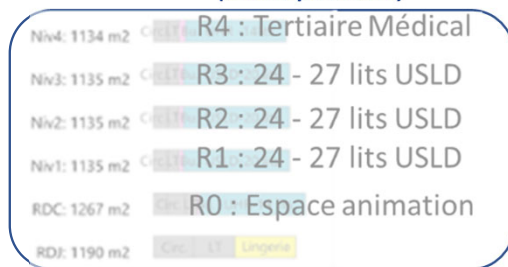 Niv4: 1134 m2 R4 : Tertiaire Médical
Niv3: 1135 m2 R3 : 24 - 27 lits USLD
Niv2: 1135 m2 R2 : 24 - 27 lits USLD
Niv1: 1135 m2 R1 : 24 - 27 lits USLD
RDC: 1267 m2 R0 : Espace animation
RDJ: 1190 m2 Circ LT Lingerie